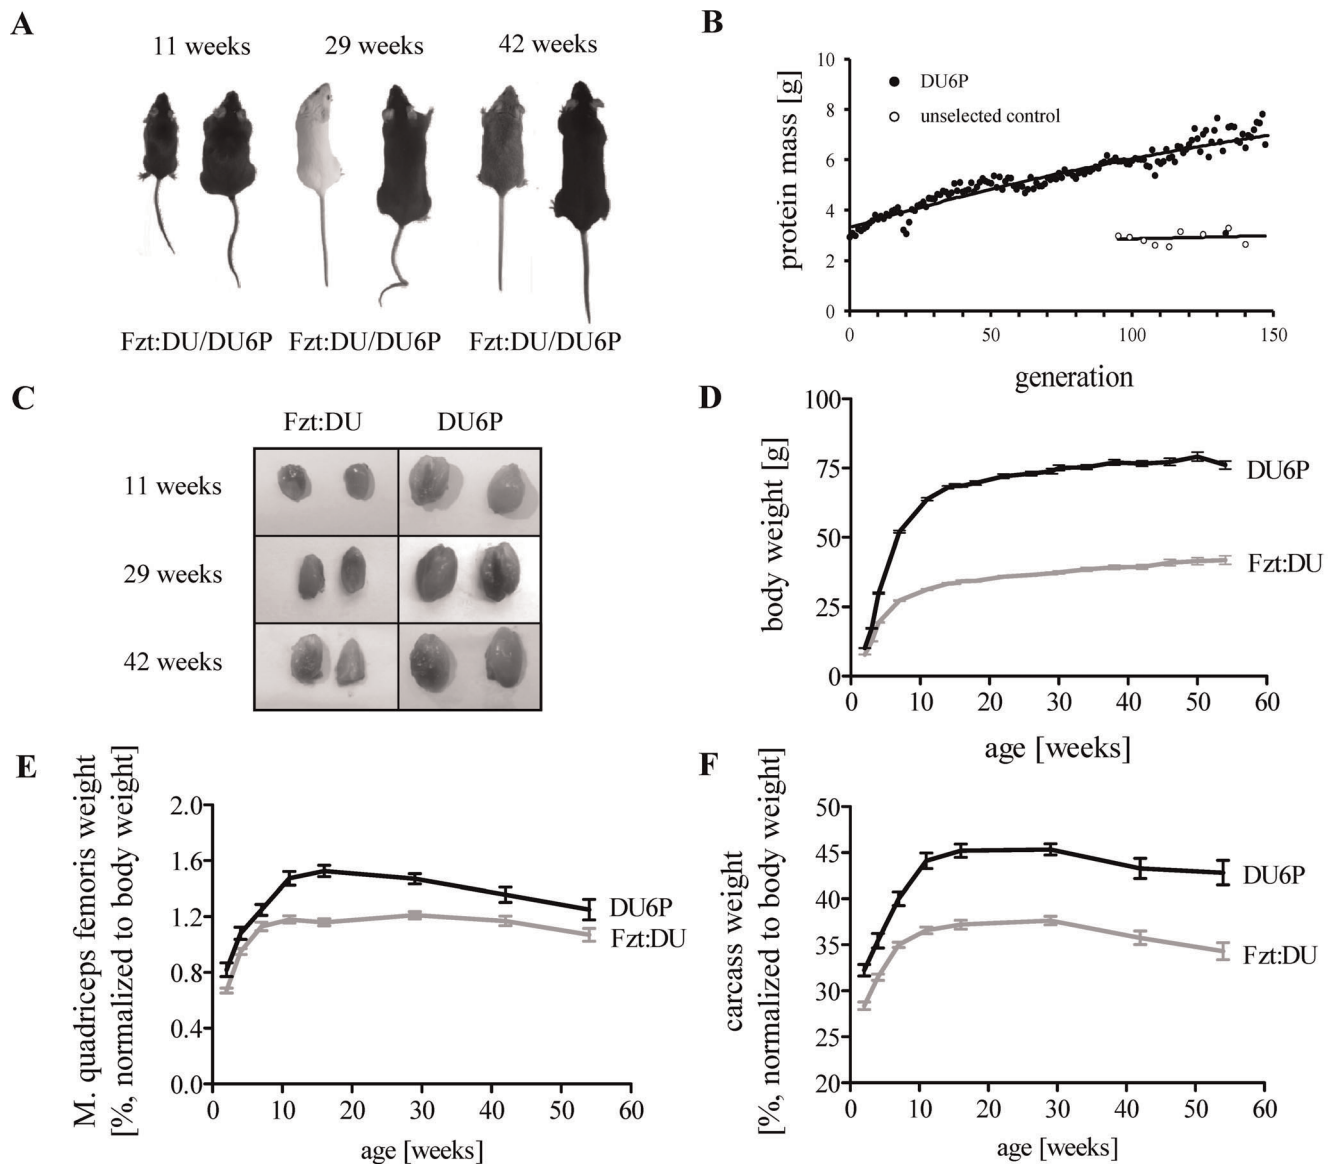 A
11 weeks
29 weeks
42 weeks
Fzt:DU/DU6P
Fzt:DU/DU6P
Fzt:DU/DU6P
B
protein mass [g]
10
8
6
4
2
0
DU6P
unselected control
0
50
100
150
generation
C
Fzt:DU
DU6P
11 weeks
29 weeks
42 weeks
D
body weight [g]
100
75
50
25
0
DU6P
Fzt:DU
0
10
20
30
40
50
60
age [weeks]
E
M. quadriceps femoris weight
[%, normalized to body weight]
2.0
1.6
1.2
0.8
0.4
0.0
DU6P
Fzt:DU
0
10
20
30
40
50
60
age [weeks]
F
carcass weight
[%, normalized to body weight]
50
45
40
35
30
25
20
DU6P
Fzt:DU
0
10
20
30
40
50
60
age [weeks]